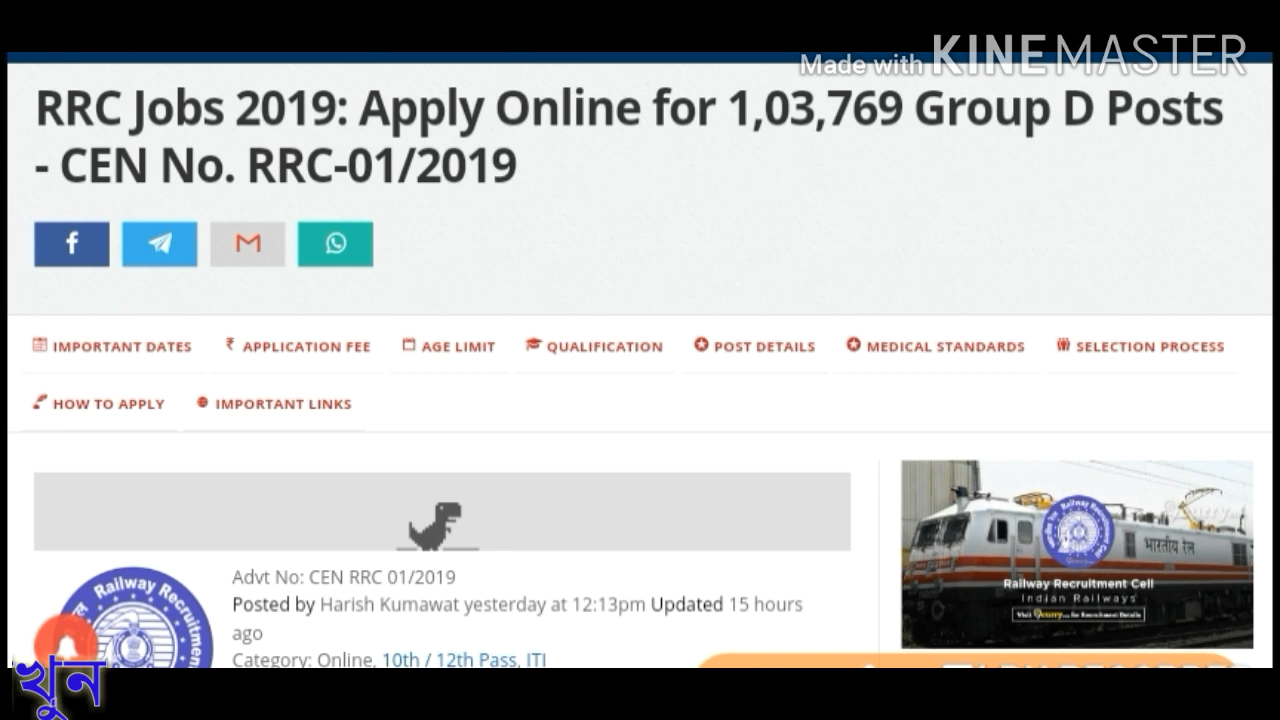 Made with KINEMASTER
RRC Jobs 2019: Apply Online for 1,03,769 Group D Posts
- CEN No. RRC-01/2019
IMPORTANT DATES
APPLICATION FEE
AGE LIMIT
QUALIFICATION
POST DETAILS
MEDICAL STANDARDS
SELECTION PROCESS
HOW TO APPLY
IMPORTANT LINKS
Railway Recruitment
Advt No: CEN RRC 01/2019
Posted by Harish Kumawat yesterday at 12:13pm Updated 15 hours
ago
Category: Online, 10th / 12th Pass, ITI
भारतीय रेल
Railway Recruitment Cell
Indian Railways
খুন